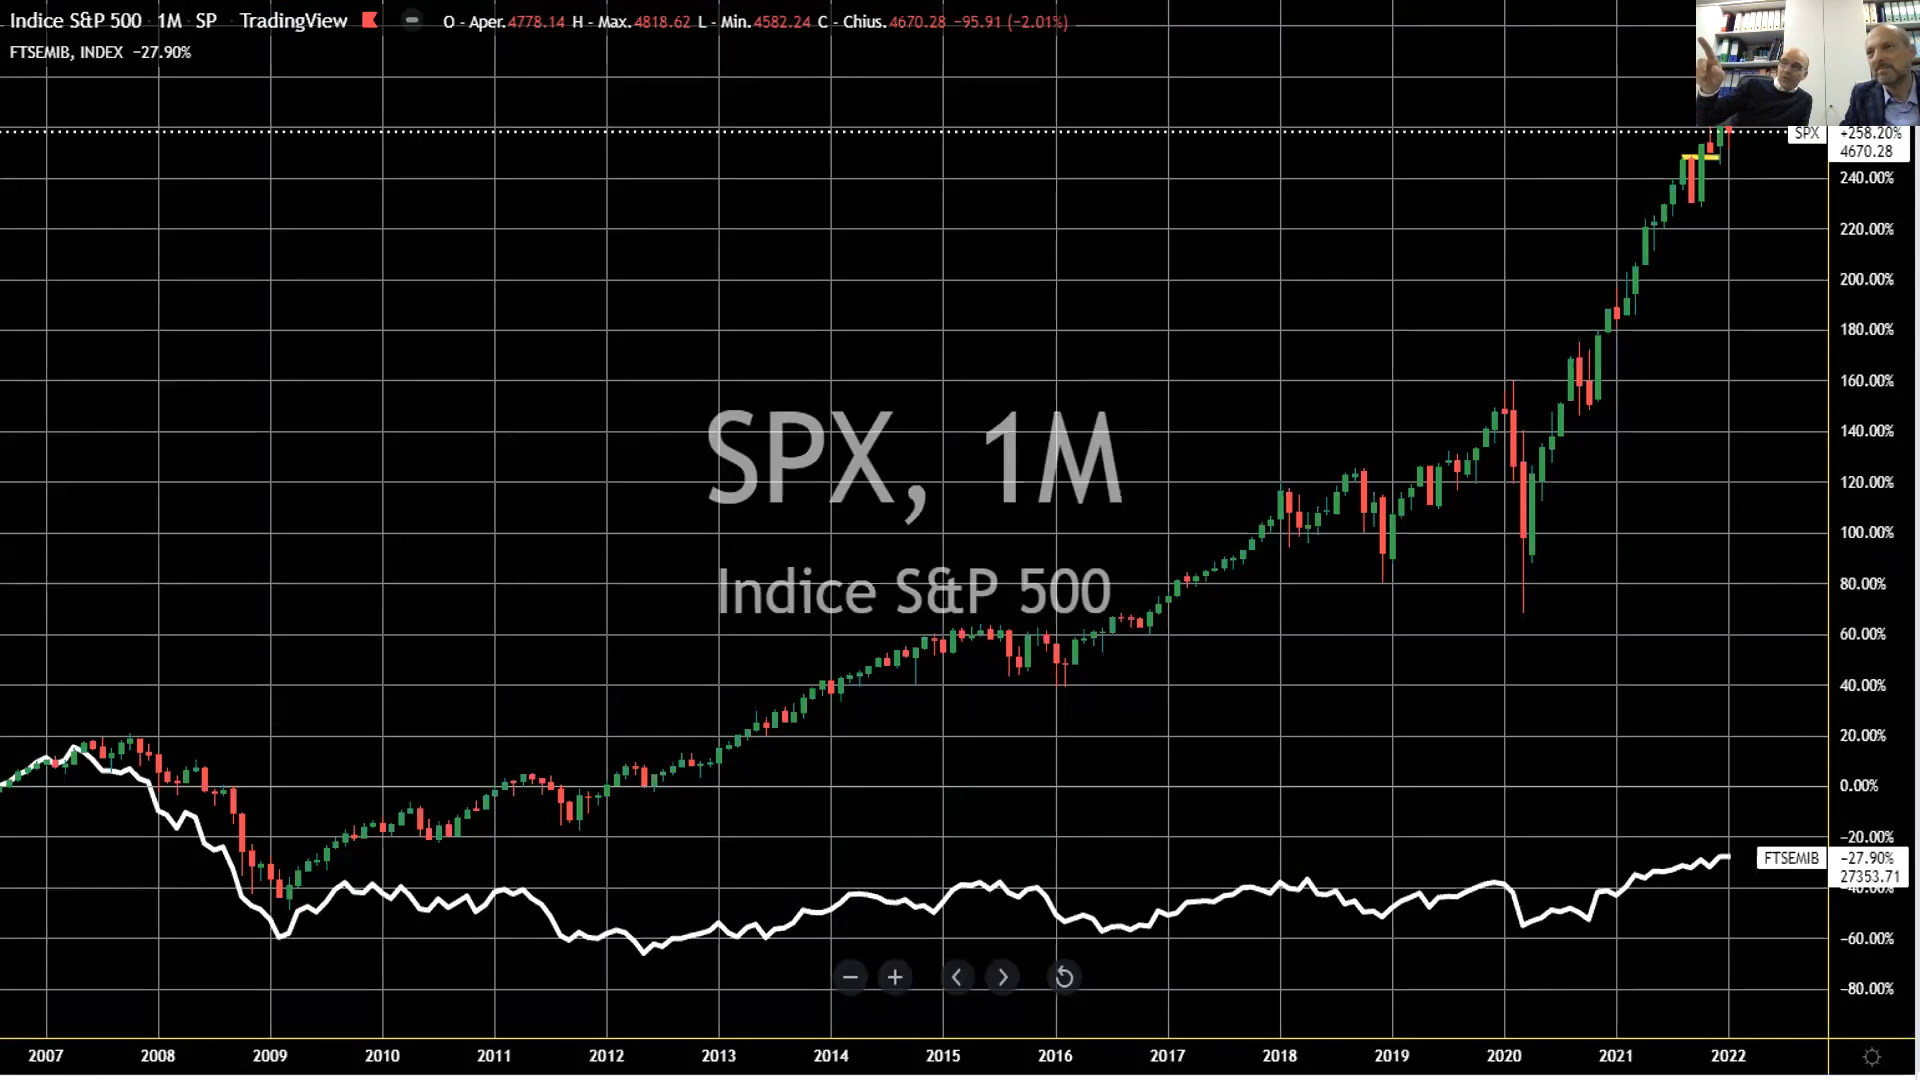 Indice S&P 500 · 1M · SP · TradingView O - Aper.4778.14 H - Max.4818.62 L - Min.4582.24 C - Chius.4670.28 −95.91 (−2.01%)
FTSEMIB, INDEX −27.90%
SPX +258.20%
4670.28
240.00%
220.00%
200.00%
180.00%
160.00%
140.00%
120.00%
100.00%
80.00%
60.00%
40.00%
20.00%
0.00%
−20.00%
FTSEMIB −27.90%
27353.71
−40.00%
−60.00%
−80.00%
SPX, 1M
Indice S&P 500
2007 2008 2009 2010 2011 2012 2013 2014 2015 2016 2017 2018 2019 2020 2021 2022